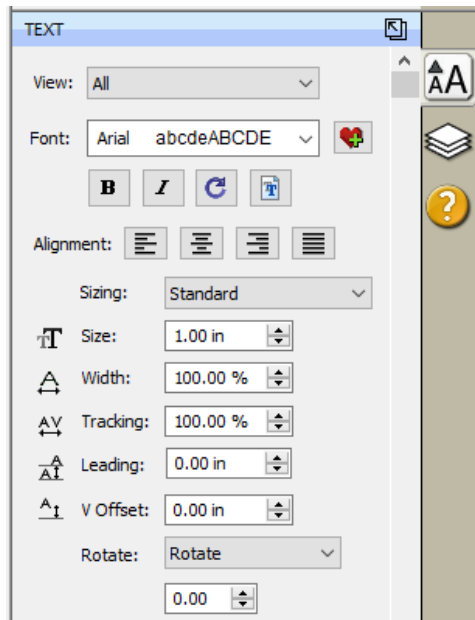 TEXT
View: All
Font: Arial abcdeABCDE
B I C T
Alignment:
Sizing: Standard
Size: 1.00 in
Width: 100.00 %
Tracking: 100.00 %
Leading: 0.00 in
V Offset: 0.00 in
Rotate: Rotate
0.00